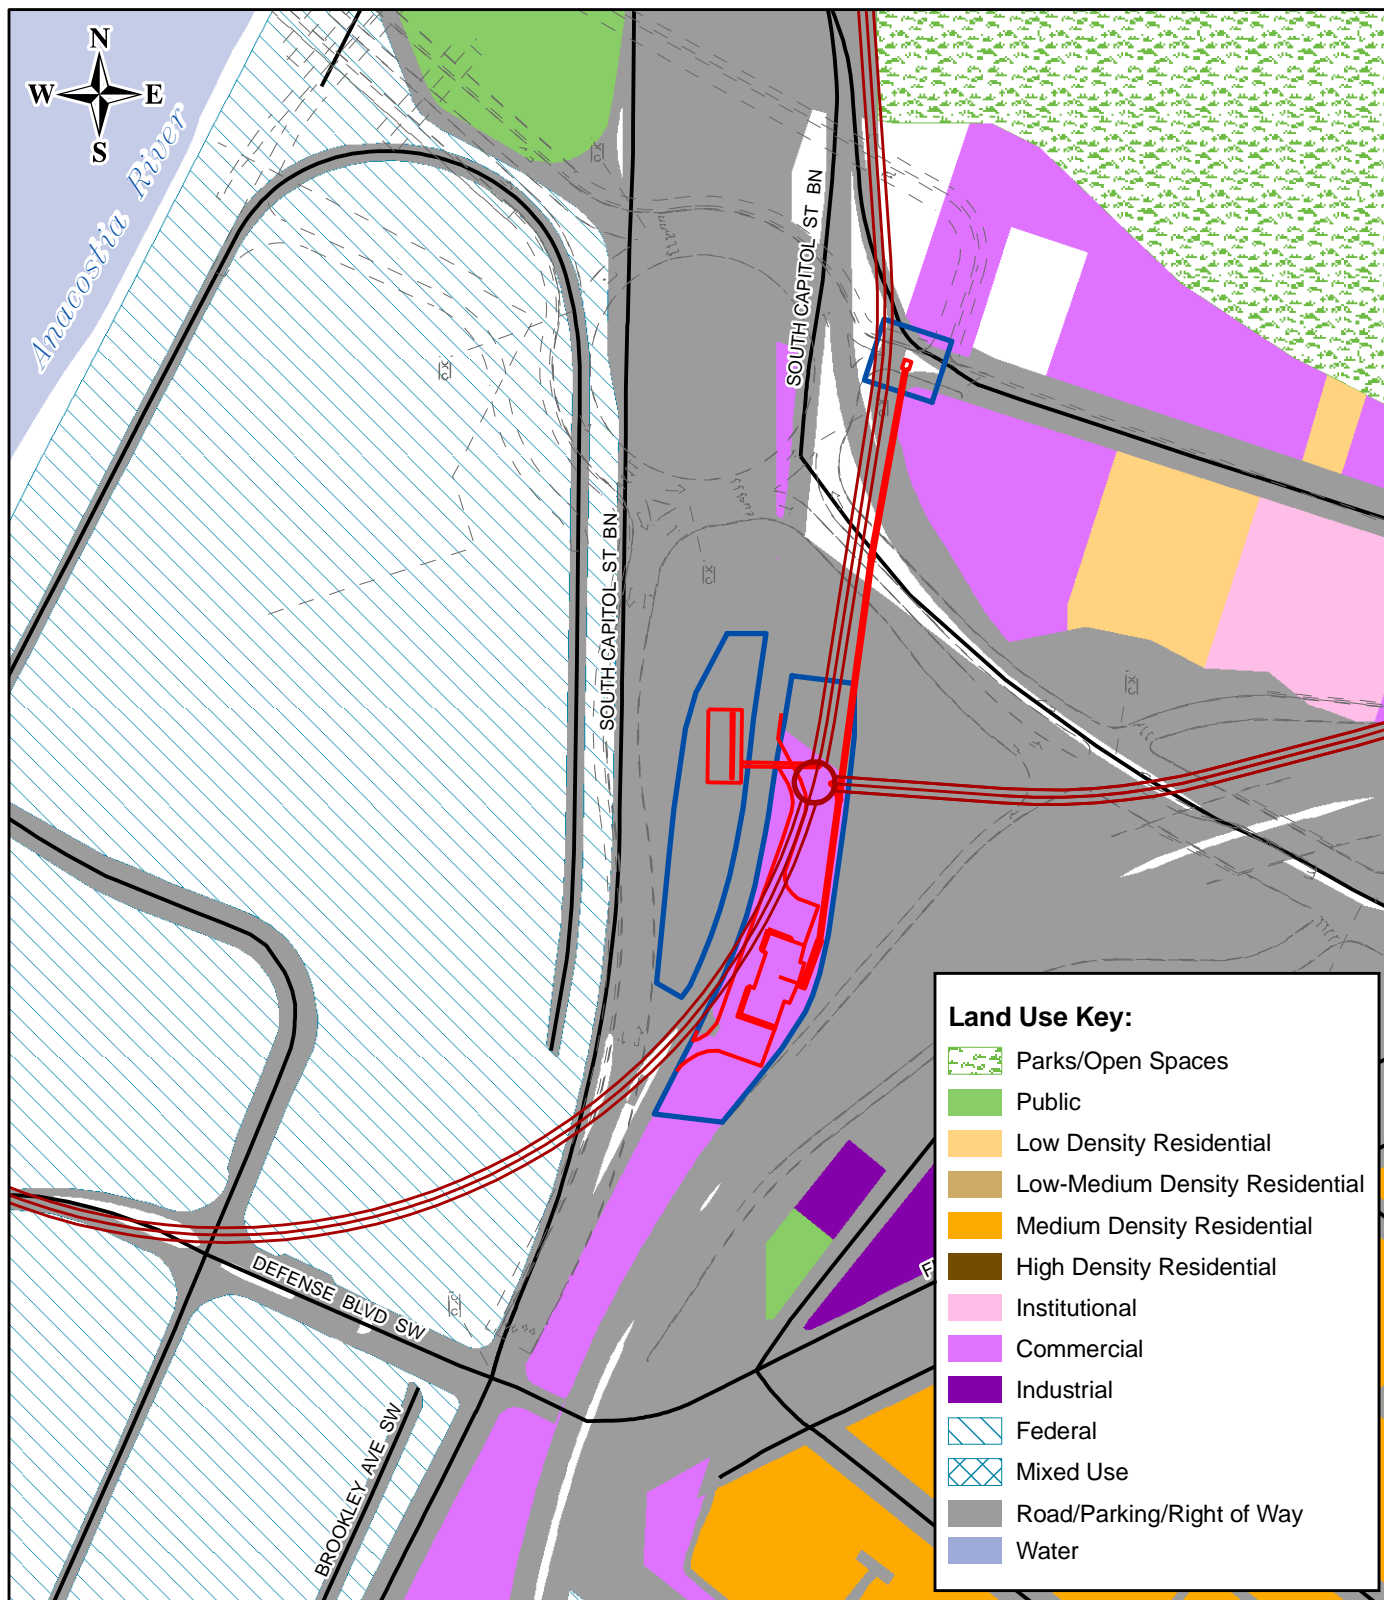 N
W E
S
Anacostia River
SOUTH CAPITOL ST BN
SOUTH CAPITOL ST BN
DEFENSE BLVD SW
BROOKLEY AVE SW
Land Use Key:
Parks/Open Spaces
Public
Low Density Residential
Low-Medium Density Residential
Medium Density Residential
High Density Residential
Institutional
Commercial
Industrial
Federal
Mixed Use
Road/Parking/Right of Way
Water